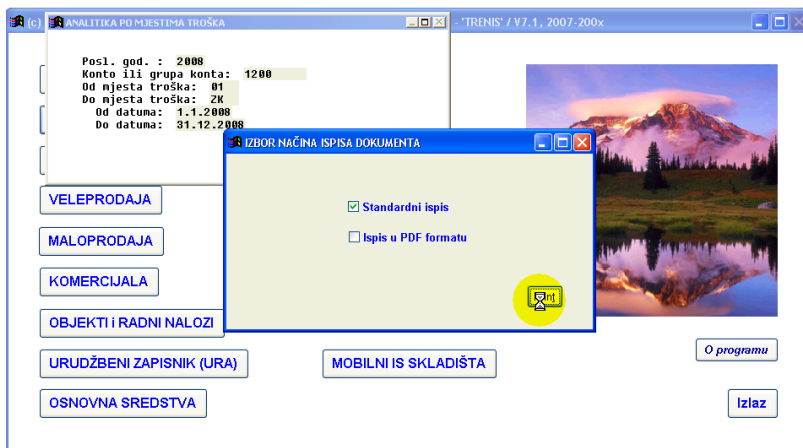 (c)
ANALITIKA PO MJESTIMA TROŠKA
- 'TRENIS' / V7.1, 2007-200x
Posl. god. : 2008
Konto ili grupa konta: 1200
Od mjesta troška: 01
Do mjesta troška: ZK
Od datuma: 1.1.2008
Do datuma: 31.12.2008
IZBOR NAČINA ISPISA DOKUMENTA
Standardni ispis
Ispis u PDF formatu
VELEPRODAJA
MALOPRODAJA
KOMERCIJALA
OBJEKTI i RADNI NALOZI
URUDŽBENI ZAPISNIK (URA)
MOBILNI IS SKLADIŠTA
O programu
OSNOVNA SREDSTVA
Izlaz